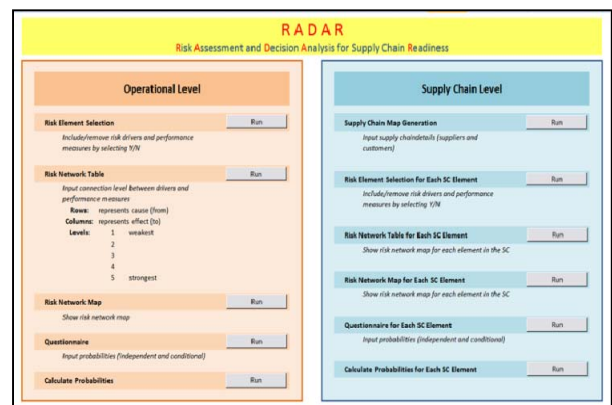 RADAR
Risk Assessment and Decision Analysis for Supply Chain Readiness
Operational Level
Risk Element Selection Run
Include/remove risk drivers and performance
measures by selecting Y/N
Risk Network Table Run
Input connection level between drivers and
performance measures
Rows: represents cause (from)
Columns: represents effect (to)
Levels: 1 weakest
2
3
4
5 strongest
Risk Network Map Run
Show risk network map
Questionnaire Run
Input probabilities (independent and conditional)
Calculate Probabilities Run
Supply Chain Level
Supply Chain Map Generation Run
Input supply chaindetails (suppliers and
customers)
Risk Element Selection for Each SC Element Run
Include/remove risk drivers and performance
measures by selecting Y/N
Risk Network Table for Each SC Element Run
Show risk network map for each element in the SC
Risk Network Map for Each SC Element Run
Show risk network map for each element in the SC
Questionnaire for Each SC Element Run
Input probabilities (independent and conditional)
Calculate Probabilities for Each SC Element Run